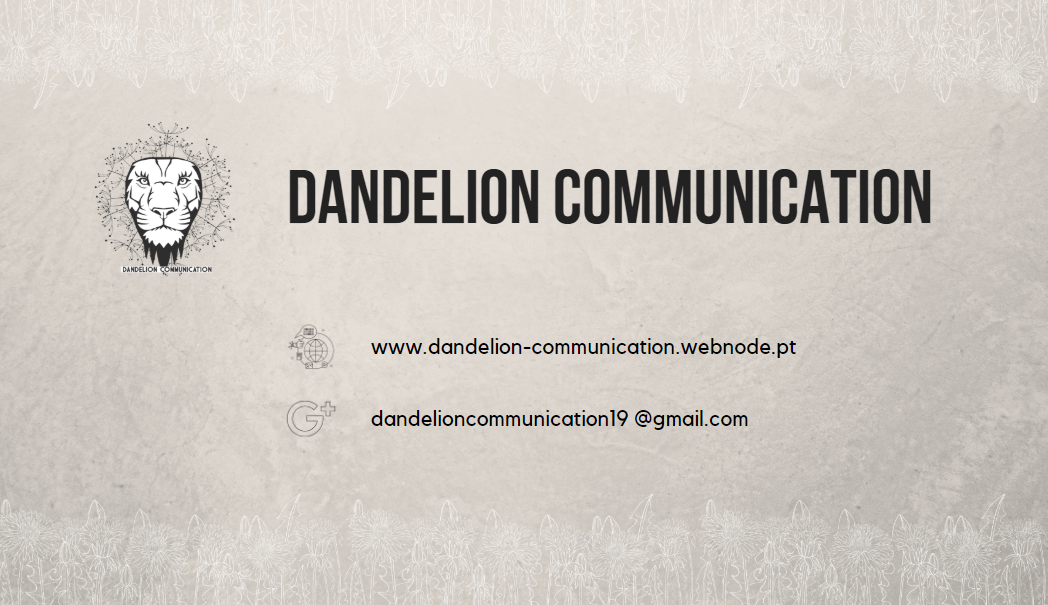 DANDELION COMMUNICATION
DANDELION COMMUNICATION
www.dandelion-communication.webnode.pt
dandelioncommunication19 @gmail.com